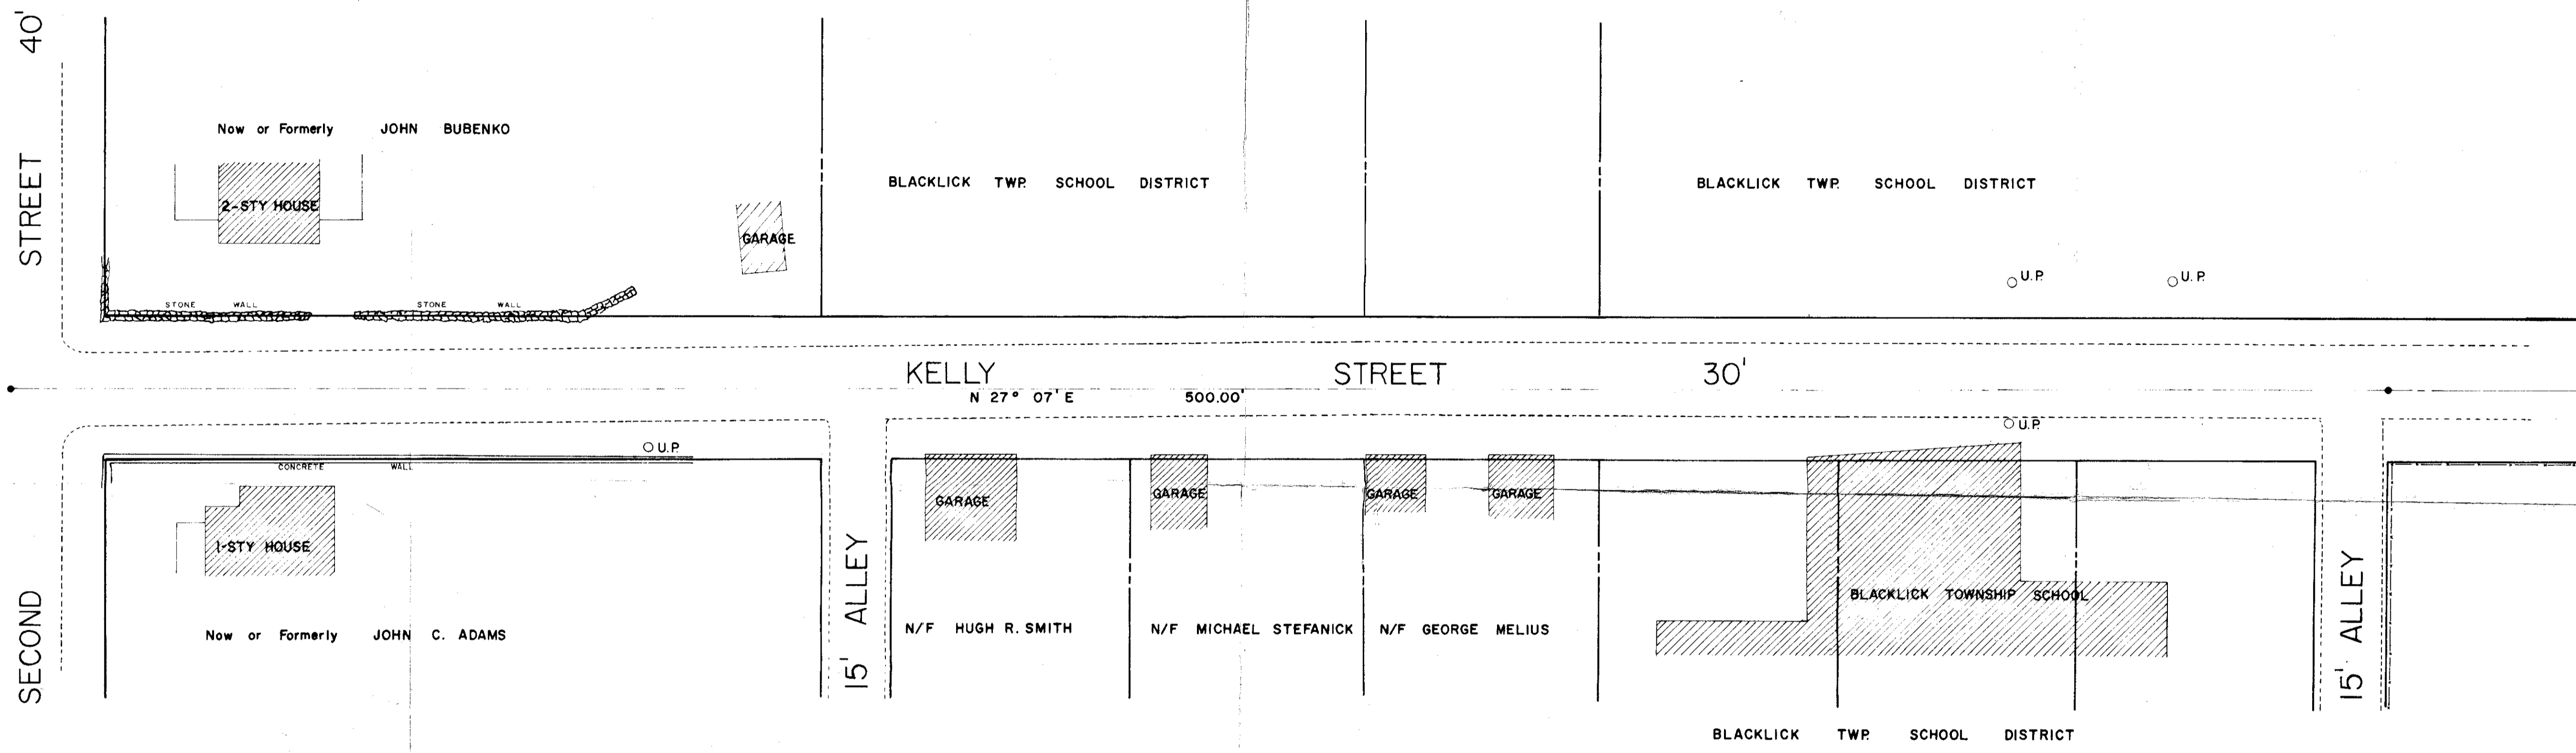 SECOND STREET 40'
Now or Formerly JOHN BUBENKO
2-STY HOUSE
GARAGE
STONE WALL
STONE WALL
BLACKLICK TWP. SCHOOL DISTRICT
BLACKLICK TWP. SCHOOL DISTRICT
U.P.
U.P.
KELLY STREET 30'
N 27° 07' E 500.00'
U.P.
CONCRETE WALL
1-STY HOUSE
Now or Formerly JOHN C. ADAMS
15' ALLEY
GARAGE
N/F HUGH R. SMITH
GARAGE
N/F MICHAEL STEFANICK
GARAGE
GARAGE
N/F GEORGE MELIUS
U.P.
BLACKLICK TOWNSHIP SCHOOL
BLACKLICK TWP. SCHOOL DISTRICT
15' ALLEY